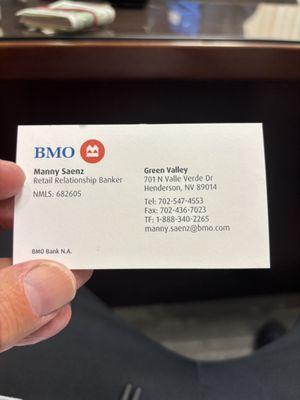 BMO
Manny Saenz
Retail Relationship Banker
NMLS: 682605
Green Valley
701 N Valle Verde Dr
Henderson, NV 89014
Tel: 702-547-4553
Fax: 702-436-7023
TF: 1-888-340-2265
manny.saenz@bmo.com
BMO Bank N.A.